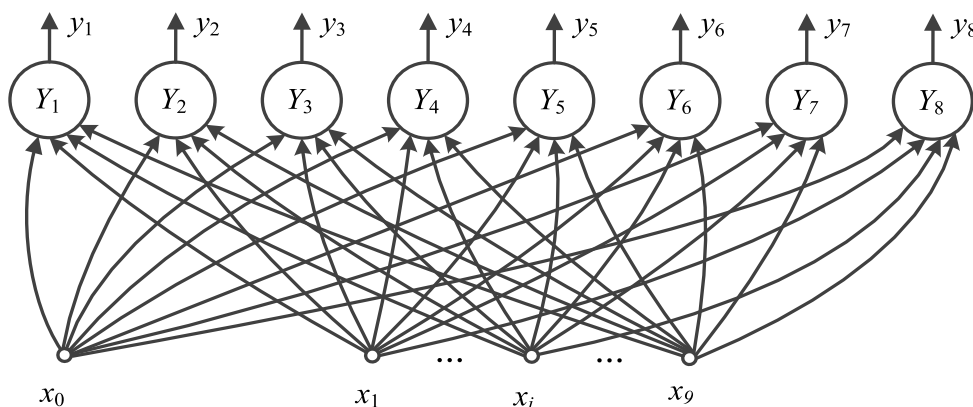 y₁ y₂ y₃ y₄ y₅ y₆ y₇ y₈
Y₁ Y₂ Y₃ Y₄ Y₅ Y₆ Y₇ Y₈
... ...
x₀ x₁ xᵢ x₉